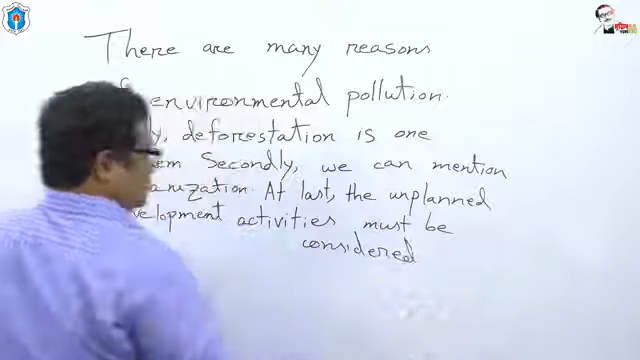 There are many reasons
environmental pollution.
deforestation is one
Secondly, we can mention
At last, the unplanned
activities must be
considered